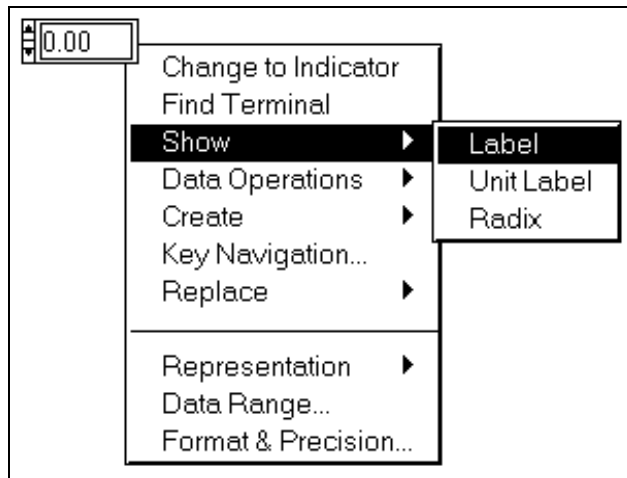 0.00
Change to Indicator
Find Terminal
Show
Label
Data Operations
Unit Label
Create
Radix
Key Navigation...
Replace
Representation
Data Range...
Format & Precision...